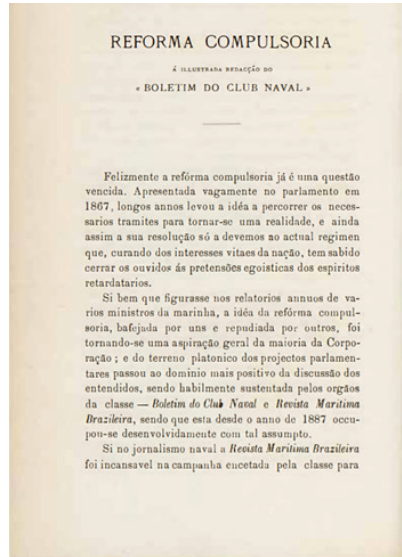 REFORMA COMPULSORIA
Á ILLUSTRADA REDACÇÃO DO
« BOLETIM DO CLUB NAVAL »
Felizmente a refórma compulsoria já é uma questão
vencida. Apresentada vagamente no parlamento em
1867, longos annos levou a idéa a percorrer os neces-
sarios tramites para tornar-se uma realidade, e ainda
assim a sua resolução só a devemos ao actual regimen
que, curando dos interesses vitaes da nação, tem sabido
cerrar os ouvidos ás pretensões egoisticas dos espiritos
retardatarios.
Si bem que figurasse nos relatorios annuos de va-
rios ministros da marinha, a idéa da refórma compul-
soria, bafejada por uns e repudiada por outros, foi
tornando-se uma aspiração geral da maioria da Corpo-
ração ; e do terreno platonico dos projectos parlamen-
tares passou ao dominio mais positivo da discussão dos
entendidos, sendo habilmente sustentada pelos orgãos
da classe — Boletim do Club Naval e Revista Maritima
Brazileira, sendo que esta desde o anno de 1887 occu-
pou-se desenvolvidamente com tal assumpto.
Si no jornalismo naval a Revista Maritima Brazileira
foi incansavel na campanha encetada pela classe para